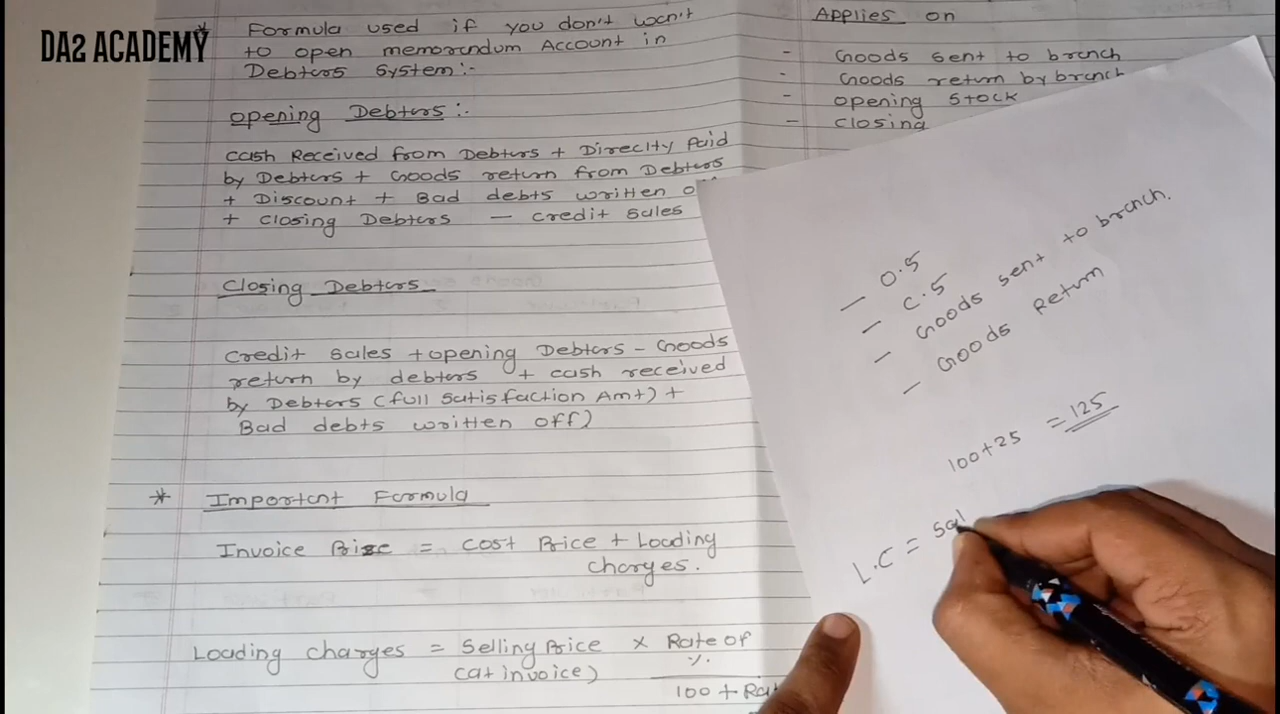 DA2 ACADEMY
* Formula used if you don't want
to open memorandum Account in
Debtors System:-
opening Debtors:-
Cash Received from Debtors + Direclty Paid
by Debtors + Goods return from Debtors
+ Discount + Bad debts written o
+ Closing Debtors - credit sales
Closing Debtors
Credit sales + opening Debtors - Goods
return by debtors + cash received
by Debtors (full satisfaction Amt) +
Bad debts written off)
* Important Formula
Invoice Price = Cost Price + Loading
charges.
Loading charges = Selling Price × Rate of
(at invoice) %.
100 + Rat
Applies on
- Goods sent to branch
- Goods return by branch
- opening Stock
- closing
- O.S
- C.S
- Goods sent to branch.
- Goods Return
100+25 = 125
L.C = Sal